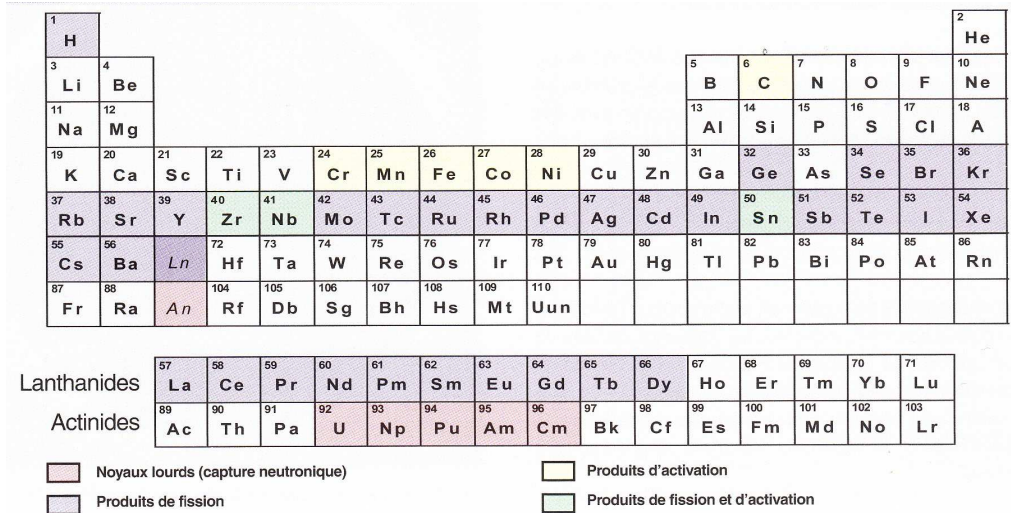 1 2
H He
3 4 5 6 7 8 9 10
Li Be B C N O F Ne
11 12 13 14 15 16 17 18
Na Mg Al Si P S Cl A
19 20 21 22 23 24 25 26 27 28 29 30 31 32 33 34 35 36
K Ca Sc Ti V Cr Mn Fe Co Ni Cu Zn Ga Ge As Se Br Kr
37 38 39 40 41 42 43 44 45 46 47 48 49 50 51 52 53 54
Rb Sr Y Zr Nb Mo Tc Ru Rh Pd Ag Cd In Sn Sb Te I Xe
55 56 72 73 74 75 76 77 78 79 80 81 82 83 84 85 86
Cs Ba Ln Hf Ta W Re Os Ir Pt Au Hg Tl Pb Bi Po At Rn
87 88 104 105 106 107 108 109 110
Fr Ra An Rf Db Sg Bh Hs Mt Uun
57 58 59 60 61 62 63 64 65 66 67 68 69 70 71
Lanthanides La Ce Pr Nd Pm Sm Eu Gd Tb Dy Ho Er Tm Yb Lu
89 90 91 92 93 94 95 96 97 98 99 100 101 102 103
Actinides Ac Th Pa U Np Pu Am Cm Bk Cf Es Fm Md No Lr
Noyaux lourds (capture neutronique) Produits d'activation
Produits de fission Produits de fission et d'activation